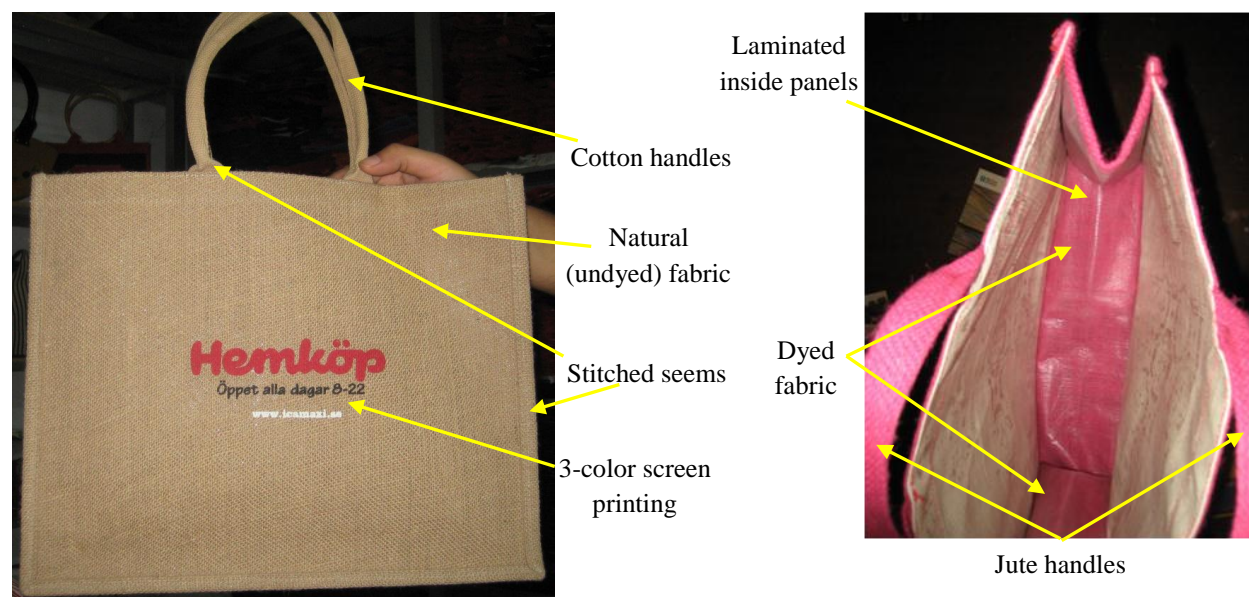 Laminated
inside panels
Cotton handles
Natural
(undyed) fabric
Hemköp
Öppet alla dagar 8-22
www.icamaxi.se
Stitched seems
Dyed
fabric
3-color screen
printing
Jute handles